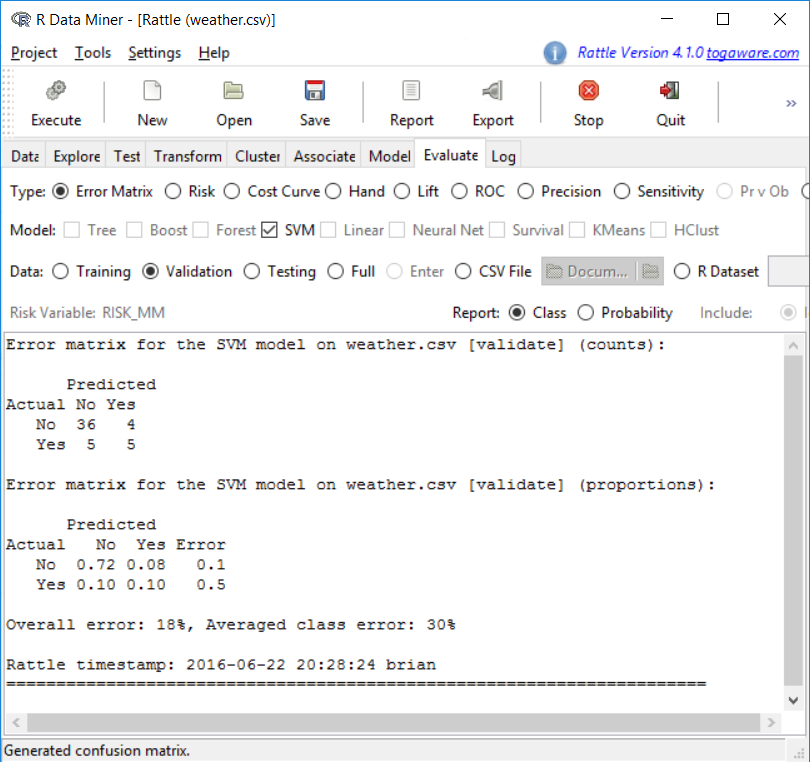 R Data Miner - [Rattle (weather.csv)]
Project Tools Settings Help Rattle Version 4.1.0 togaware.com
Execute New Open Save Report Export Stop Quit »
Data Explore Test Transform Cluster Associate Model Evaluate Log
Type: Error Matrix Risk Cost Curve Hand Lift ROC Precision Sensitivity Pr v Ob
Model: Tree Boost Forest SVM Linear Neural Net Survival KMeans HClust
Data: Training Validation Testing Full Enter CSV File Docum... R Dataset
Risk Variable: RISK_MM Report: Class Probability Include:
Error matrix for the SVM model on weather.csv [validate] (counts):
Predicted
Actual No Yes
No 36 4
Yes 5 5
Error matrix for the SVM model on weather.csv [validate] (proportions):
Predicted
Actual No Yes Error
No 0.72 0.08 0.1
Yes 0.10 0.10 0.5
Overall error: 18%, Averaged class error: 30%
Rattle timestamp: 2016-06-22 20:28:24 brian
======================================================================
Generated confusion matrix.